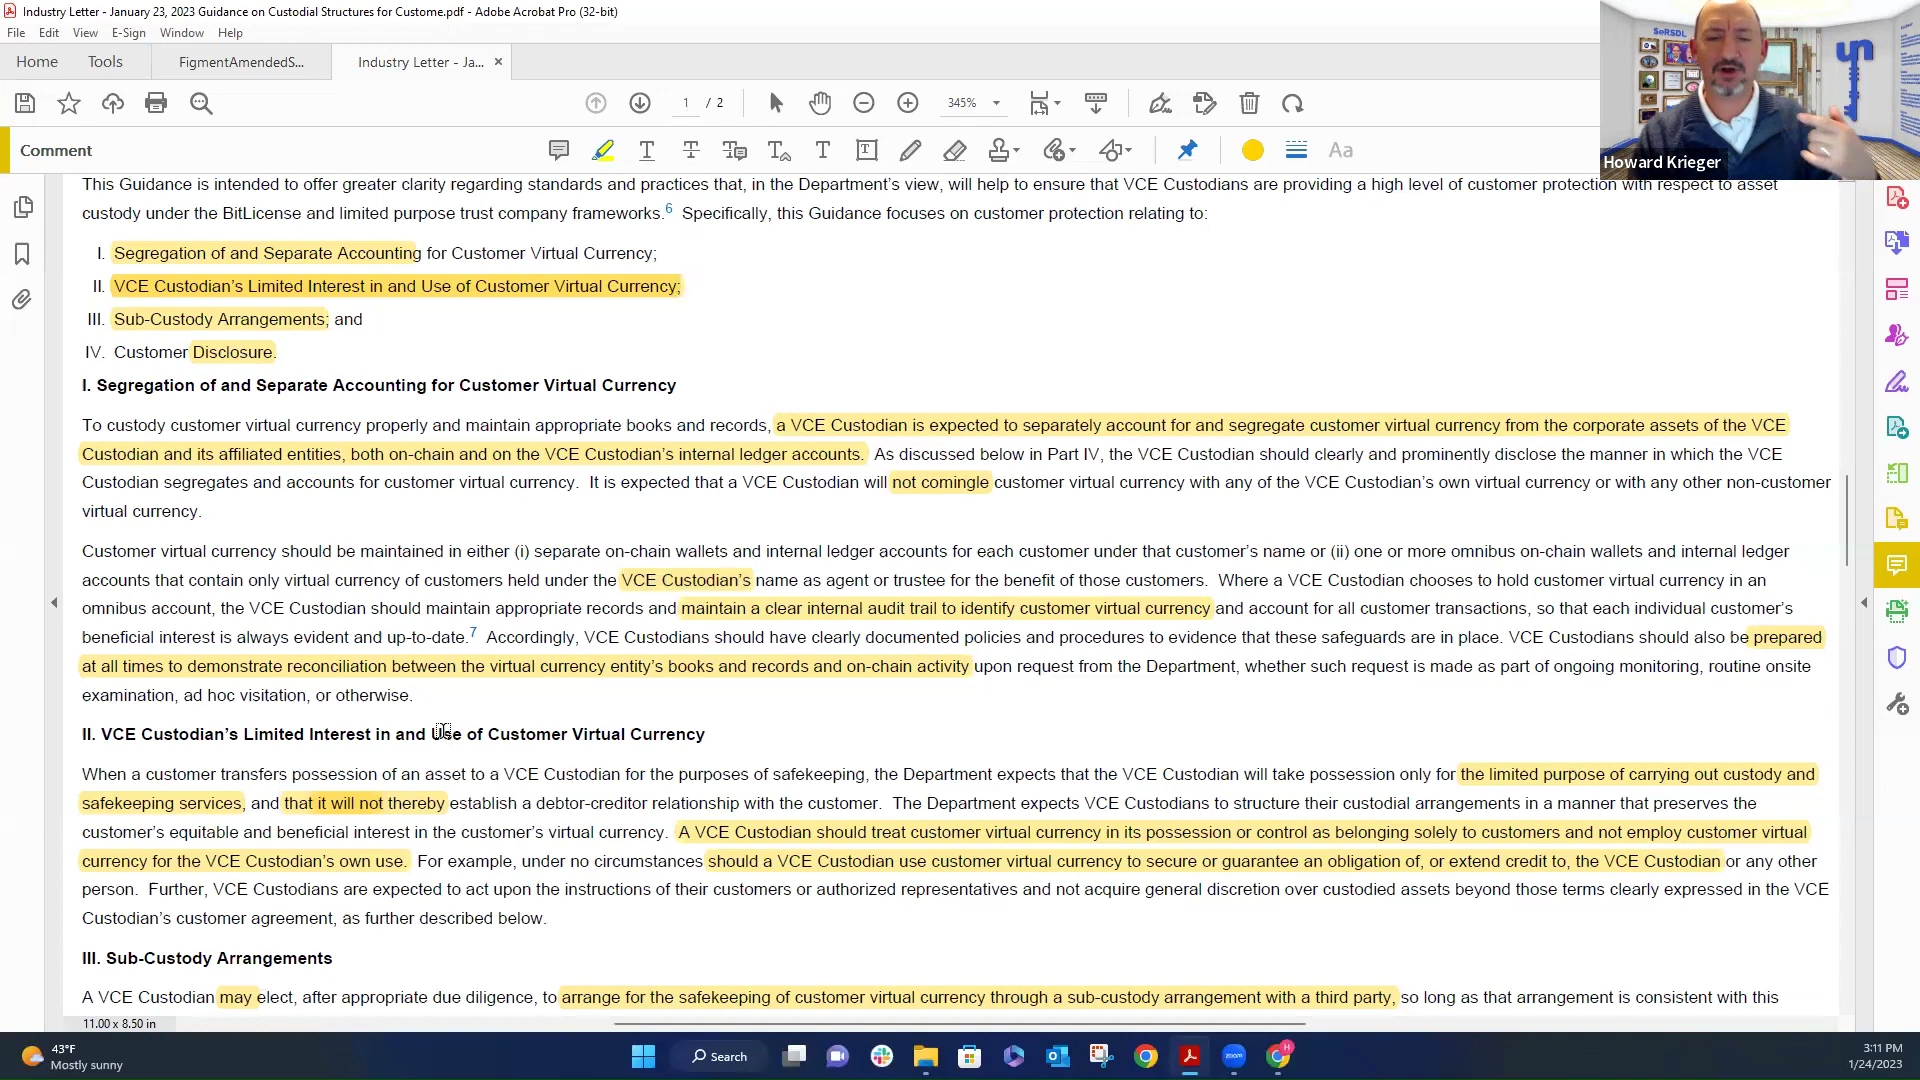 Industry Letter - January 23, 2023 Guidance on Custodial Structures for Custome.pdf - Adobe Acrobat Pro (32-bit)
File Edit View E-Sign Window Help
Home Tools FigmentAmendedS... Industry Letter - Ja...
1 / 2 345%
Comment
SeRSDL
Howard Krieger
This Guidance is intended to offer greater clarity regarding standards and practices that, in the Department's view, will help to ensure that VCE Custodians are providing a high level of customer protection with respect to asset
custody under the BitLicense and limited purpose trust company frameworks.6 Specifically, this Guidance focuses on customer protection relating to:
I. Segregation of and Separate Accounting for Customer Virtual Currency;
II. VCE Custodian's Limited Interest in and Use of Customer Virtual Currency;
III. Sub-Custody Arrangements; and
IV. Customer Disclosure.
I. Segregation of and Separate Accounting for Customer Virtual Currency
To custody customer virtual currency properly and maintain appropriate books and records, a VCE Custodian is expected to separately account for and segregate customer virtual currency from the corporate assets of the VCE
Custodian and its affiliated entities, both on-chain and on the VCE Custodian's internal ledger accounts. As discussed below in Part IV, the VCE Custodian should clearly and prominently disclose the manner in which the VCE
Custodian segregates and accounts for customer virtual currency. It is expected that a VCE Custodian will not comingle customer virtual currency with any of the VCE Custodian's own virtual currency or with any other non-customer
virtual currency.
Customer virtual currency should be maintained in either (i) separate on-chain wallets and internal ledger accounts for each customer under that customer's name or (ii) one or more omnibus on-chain wallets and internal ledger
accounts that contain only virtual currency of customers held under the VCE Custodian's name as agent or trustee for the benefit of those customers. Where a VCE Custodian chooses to hold customer virtual currency in an
omnibus account, the VCE Custodian should maintain appropriate records and maintain a clear internal audit trail to identify customer virtual currency and account for all customer transactions, so that each individual customer's
beneficial interest is always evident and up-to-date.7 Accordingly, VCE Custodians should have clearly documented policies and procedures to evidence that these safeguards are in place. VCE Custodians should also be prepared
at all times to demonstrate reconciliation between the virtual currency entity's books and records and on-chain activity upon request from the Department, whether such request is made as part of ongoing monitoring, routine onsite
examination, ad hoc visitation, or otherwise.
II. VCE Custodian's Limited Interest in and Use of Customer Virtual Currency
When a customer transfers possession of an asset to a VCE Custodian for the purposes of safekeeping, the Department expects that the VCE Custodian will take possession only for the limited purpose of carrying out custody and
safekeeping services, and that it will not thereby establish a debtor-creditor relationship with the customer. The Department expects VCE Custodians to structure their custodial arrangements in a manner that preserves the
customer's equitable and beneficial interest in the customer's virtual currency. A VCE Custodian should treat customer virtual currency in its possession or control as belonging solely to customers and not employ customer virtual
currency for the VCE Custodian's own use. For example, under no circumstances should a VCE Custodian use customer virtual currency to secure or guarantee an obligation of, or extend credit to, the VCE Custodian or any other
person. Further, VCE Custodians are expected to act upon the instructions of their customers or authorized representatives and not acquire general discretion over custodied assets beyond those terms clearly expressed in the VCE
Custodian's customer agreement, as further described below.
III. Sub-Custody Arrangements
A VCE Custodian may elect, after appropriate due diligence, to arrange for the safekeeping of customer virtual currency through a sub-custody arrangement with a third party, so long as that arrangement is consistent with this
11.00 x 8.50 in
43°F
Mostly sunny
Search
zoom
H
3:11 PM
1/24/2023